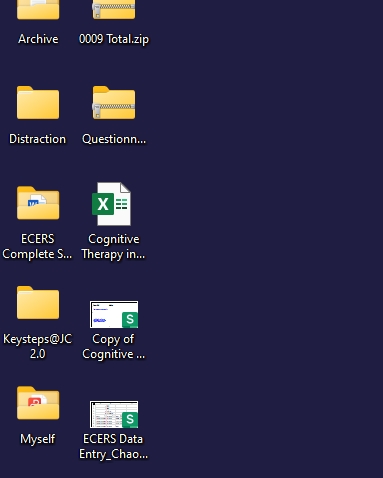 Archive
0009 Total.zip
Distraction
Questionn...
ECERS
Complete S...
Cognitive
Therapy in...
Keysteps@JC
2.0
Copy of
Cognitive ...
Myself
ECERS Data
Entry_Chao...